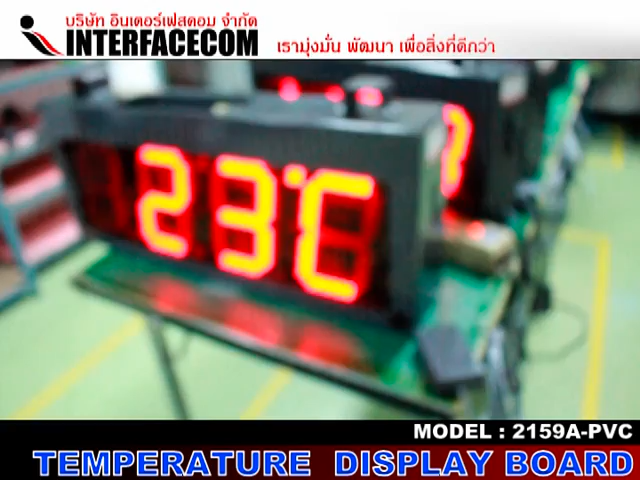 บริษัท อินเตอร์เฟสคอม จำกัด
INTERFACECOM
เรามุ่งมั่น พัฒนา เพื่อสิ่งที่ดีกว่า
23°C
MODEL : 2159A-PVC
TEMPERATURE DISPLAY BOARD